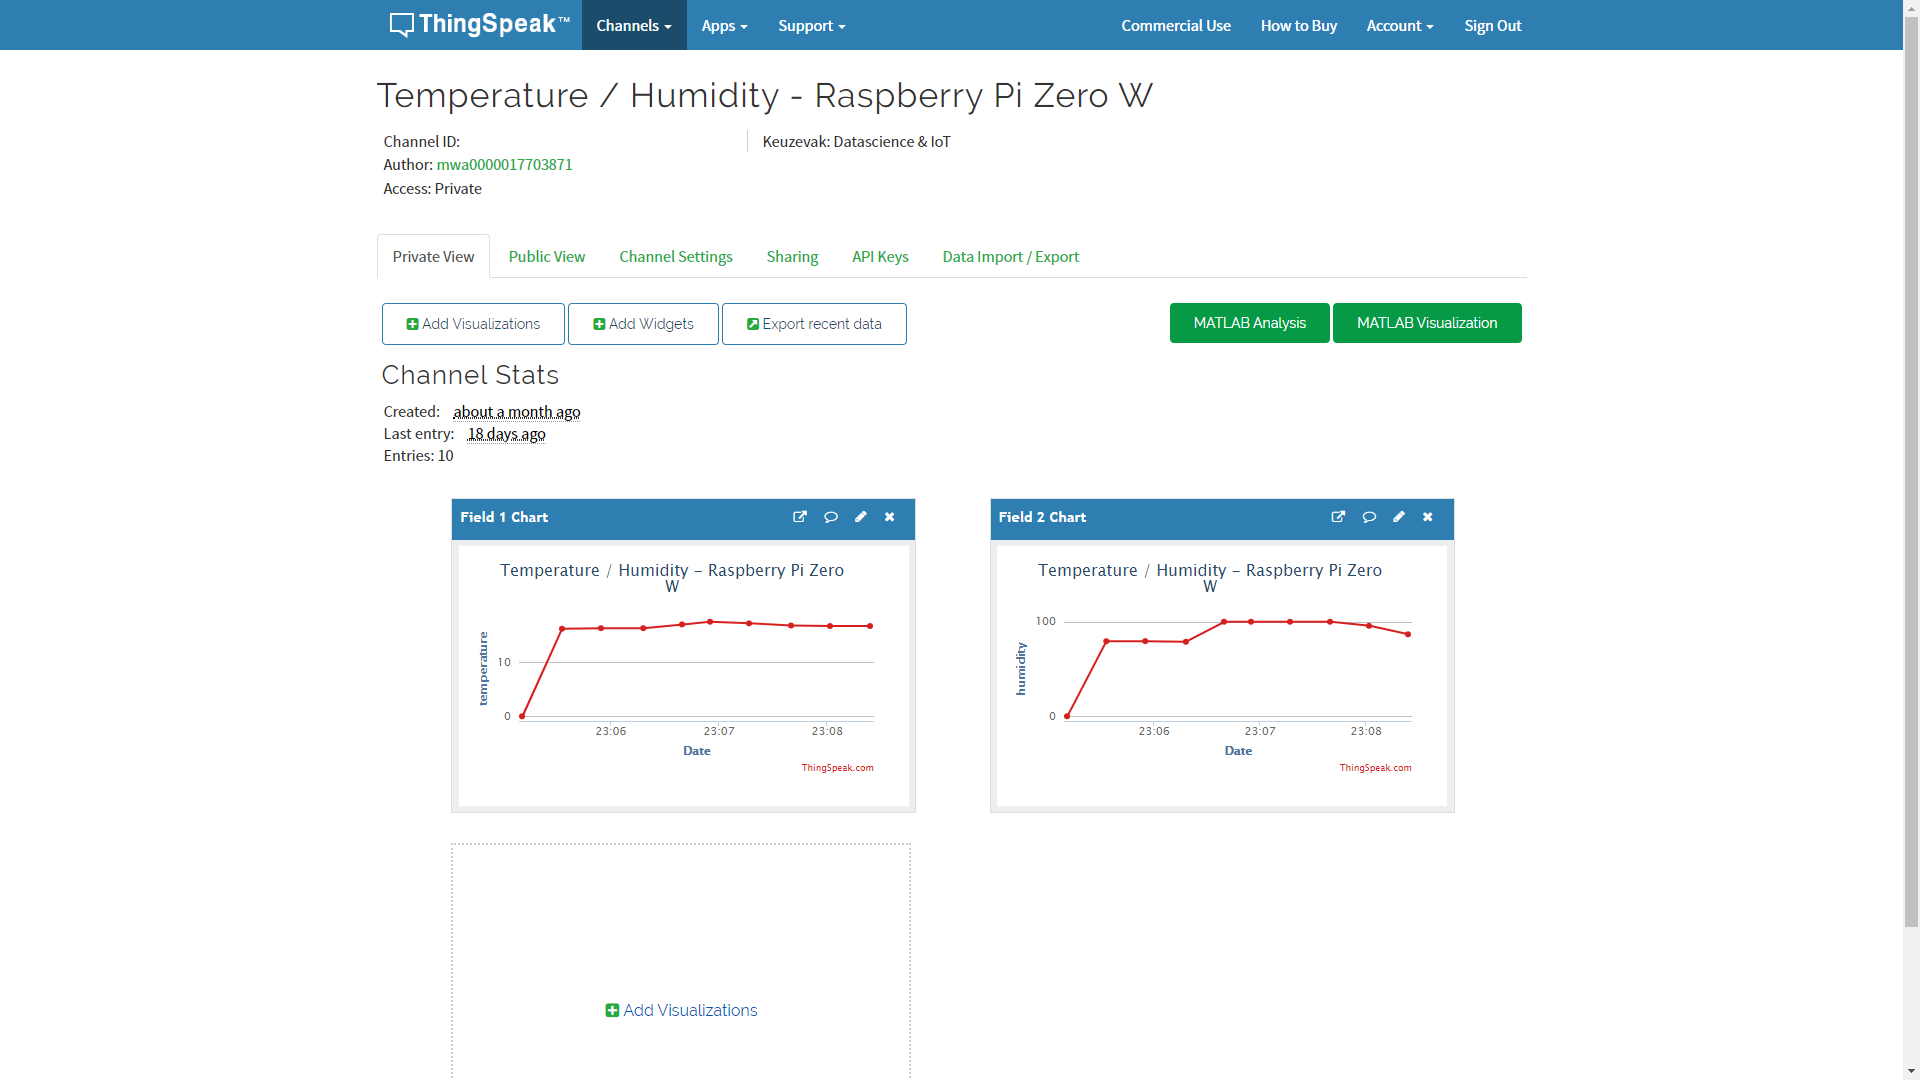 ThingSpeak™ Channels Apps Support Commercial Use How to Buy Account Sign Out
Temperature / Humidity - Raspberry Pi Zero W
Channel ID:
Author: mwa0000017703871
Access: Private
Keuzevak: Datascience & IoT
Private View Public View Channel Settings Sharing API Keys Data Import / Export
Add Visualizations Add Widgets Export recent data MATLAB Analysis MATLAB Visualization
Channel Stats
Created: about a month ago
Last entry: 18 days ago
Entries: 10
Field 1 Chart
Temperature / Humidity - Raspberry Pi Zero
W
temperature
10
0
23:06 23:07 23:08
Date
ThingSpeak.com
Field 2 Chart
Temperature / Humidity - Raspberry Pi Zero
W
humidity
100
0
23:06 23:07 23:08
Date
ThingSpeak.com
Add Visualizations